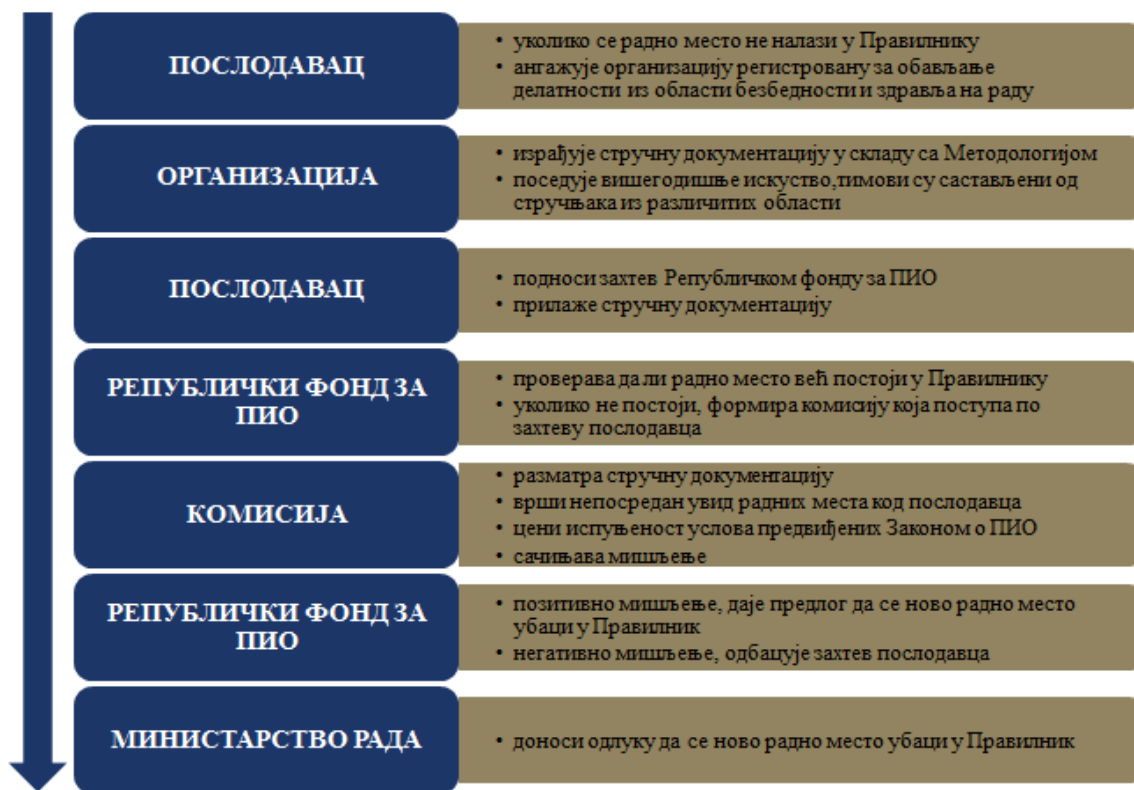 ПОСЛОДАВАЦ
• уколико се радно место не налази у Правилнику
• ангажује организацију регистровану за обављање
делатности из области безбедности и здравља на раду
ОРГАНИЗАЦИЈА
• израђује стручну документацију у складу са Методологијом
• поседује вишегодишње искуство,тимови су састављени од
стручњака из различитих области
ПОСЛОДАВАЦ
• подноси захтев Републичком фонду за ПИО
• прилаже стручну документацију
РЕПУБЛИЧКИ ФОНД ЗА
ПИО
• проверава да ли радно место већ постоји у Правилнику
• уколико не постоји, формира комисију која поступа по
захтеву послодавца
КОМИСИЈА
• разматра стручну документацију
• врши непосредан увид радних места код послодавца
• цени испуњеност услова предвиђених Законом о ПИО
• сачињава мишљење
РЕПУБЛИЧКИ ФОНД ЗА
ПИО
• позитивно мишљење, даје предлог да се ново радно место
убаци у Правилник
• негативно мишљење, одбацује захтев послодавца
МИНИСТАРСТВО РАДА
• доноси одлуку да се ново радно место убаци у Правилник